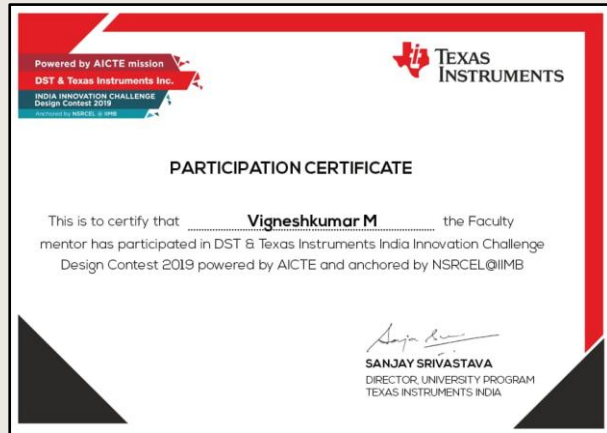 Powered by AICTE mission
DST & Texas Instruments Inc.
INDIA INNOVATION CHALLENGE
Design Contest 2019
Anchored by NSRCEL @ IIMB
TEXAS
INSTRUMENTS
PARTICIPATION CERTIFICATE
This is to certify that Vigneshkumar M the Faculty
mentor has participated in DST & Texas Instruments India Innovation Challenge
Design Contest 2019 powered by AICTE and anchored by NSRCEL@IIMB
SANJAY SRIVASTAVA
DIRECTOR, UNIVERSITY PROGRAM
TEXAS INSTRUMENTS INDIA